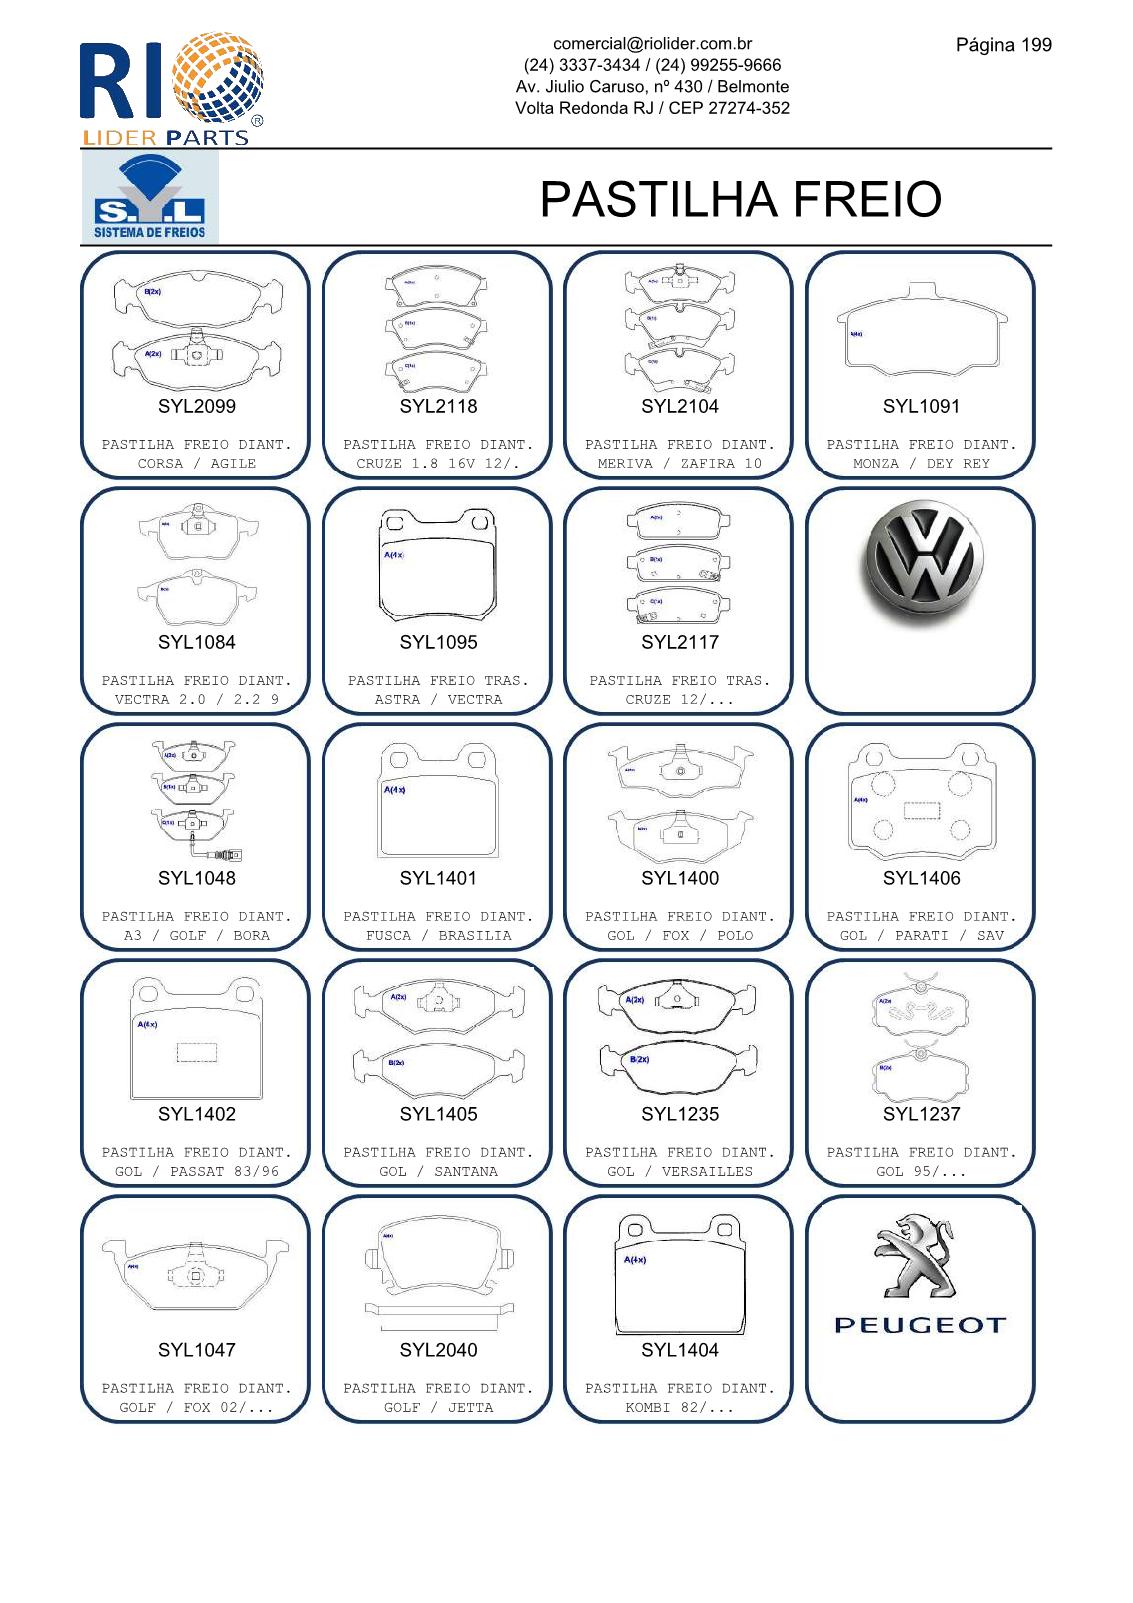 RIO
LIDER PARTS
®
comercial@riolider.com.br
(24) 3337-3434 / (24) 99255-9666
Av. Jiulio Caruso, nº 430 / Belmonte
Volta Redonda RJ / CEP 27274-352
Página 199
S.Y.L
SISTEMA DE FREIOS
PASTILHA FREIO
B(2x)
A(2x)
SYL2099
PASTILHA FREIO DIANT.
CORSA / AGILE
SYL2118
PASTILHA FREIO DIANT.
CRUZE 1.8 16V 12/.
SYL2104
PASTILHA FREIO DIANT.
MERIVA / ZAFIRA 10
SYL1091
PASTILHA FREIO DIANT.
MONZA / DEY REY
SYL1084
PASTILHA FREIO DIANT.
VECTRA 2.0 / 2.2 9
A(4x)
SYL1095
PASTILHA FREIO TRAS.
ASTRA / VECTRA
SYL2117
PASTILHA FREIO TRAS.
CRUZE 12/...
VW
SYL1048
PASTILHA FREIO DIANT.
A3 / GOLF / BORA
A(4x)
SYL1401
PASTILHA FREIO DIANT.
FUSCA / BRASILIA
SYL1400
PASTILHA FREIO DIANT.
GOL / FOX / POLO
A(4x)
SYL1406
PASTILHA FREIO DIANT.
GOL / PARATI / SAV
A(4x)
SYL1402
PASTILHA FREIO DIANT.
GOL / PASSAT 83/96
A(2x)
B(2x)
SYL1405
PASTILHA FREIO DIANT.
GOL / SANTANA
A(2x)
B(2x)
SYL1235
PASTILHA FREIO DIANT.
GOL / VERSAILLES
A(2x)
B(2x)
SYL1237
PASTILHA FREIO DIANT.
GOL 95/...
SYL1047
PASTILHA FREIO DIANT.
GOLF / FOX 02/...
SYL2040
PASTILHA FREIO DIANT.
GOLF / JETTA
A(4x)
SYL1404
PASTILHA FREIO DIANT.
KOMBI 82/...
PEUGEOT